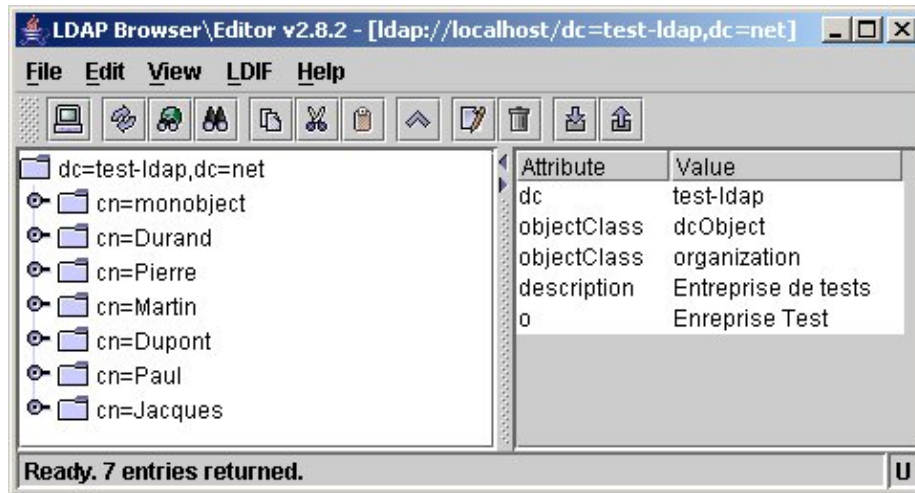 LDAP Browser\Editor v2.8.2 - [ldap://localhost/dc=test-ldap,dc=net]
File Edit View LDIF Help
dc=test-ldap,dc=net
cn=monobject
cn=Durand
cn=Pierre
cn=Martin
cn=Dupont
cn=Paul
cn=Jacques
Attribute Value
dc test-ldap
objectClass dcObject
objectClass organization
description Entreprise de tests
o Enreprise Test
Ready. 7 entries returned. U